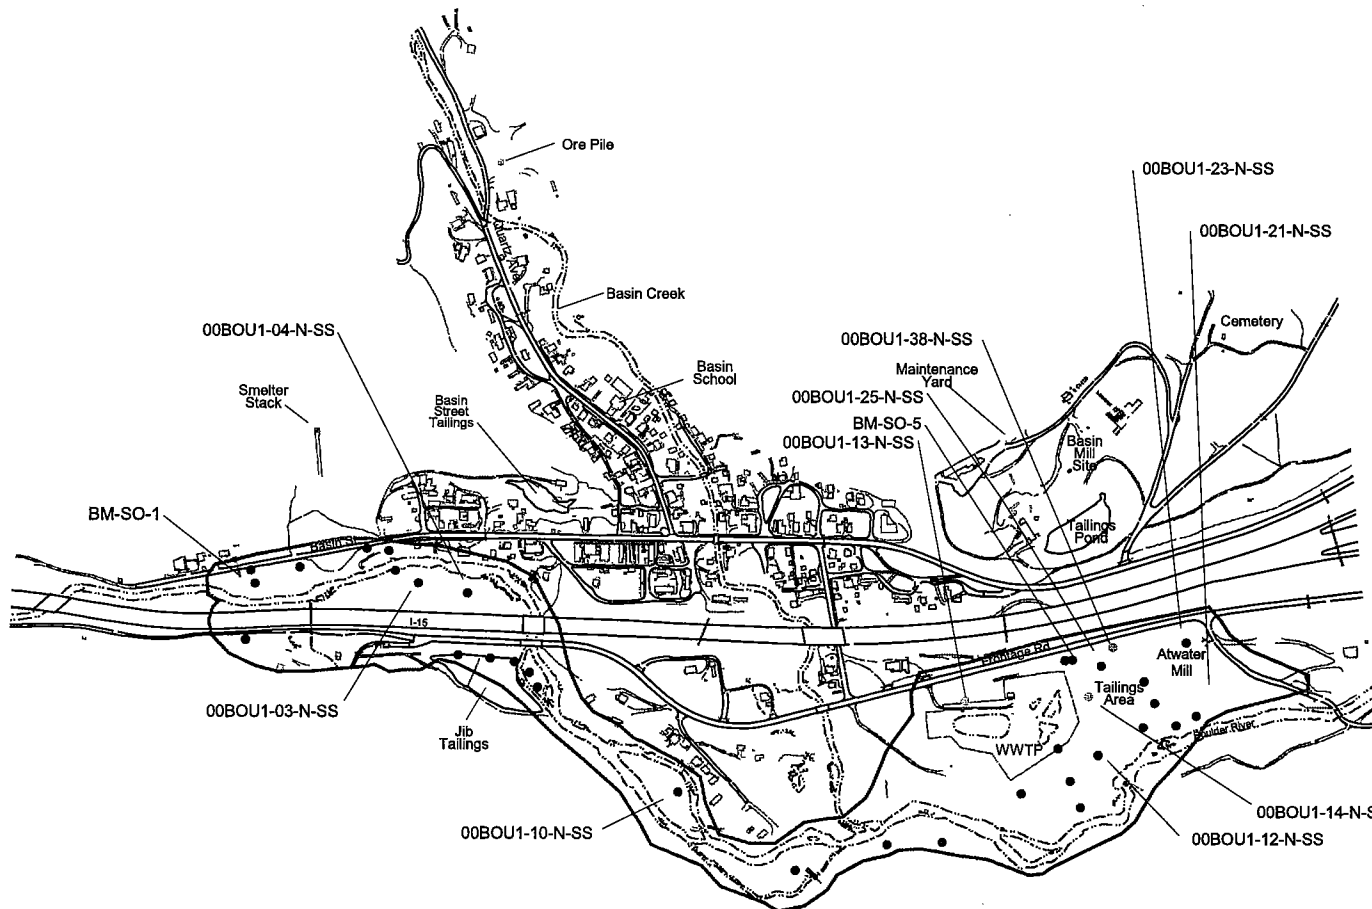 Ore Pile
00BOU1-23-N-SS
00BOU1-21-N-SS
Quartz
Basin Creek
Cemetery
00BOU1-04-N-SS
00BOU1-38-N-SS
Maintenance
Yard
Basin
School
Smelter
Stack
Basin
Street
Tailings
00BOU1-25-N-SS
BM-SO-5
00BOU1-13-N-SS
Basin
Mill
Site
BM-SO-1
Basin St
Tailings
Pond
I-15
Frontage Rd
Atwater
Mill
Tailings
Area
00BOU1-03-N-SS
Jib
Tailings
WWTP
Boulder River
00BOU1-10-N-SS
00BOU1-14-N-S
00BOU1-12-N-SS